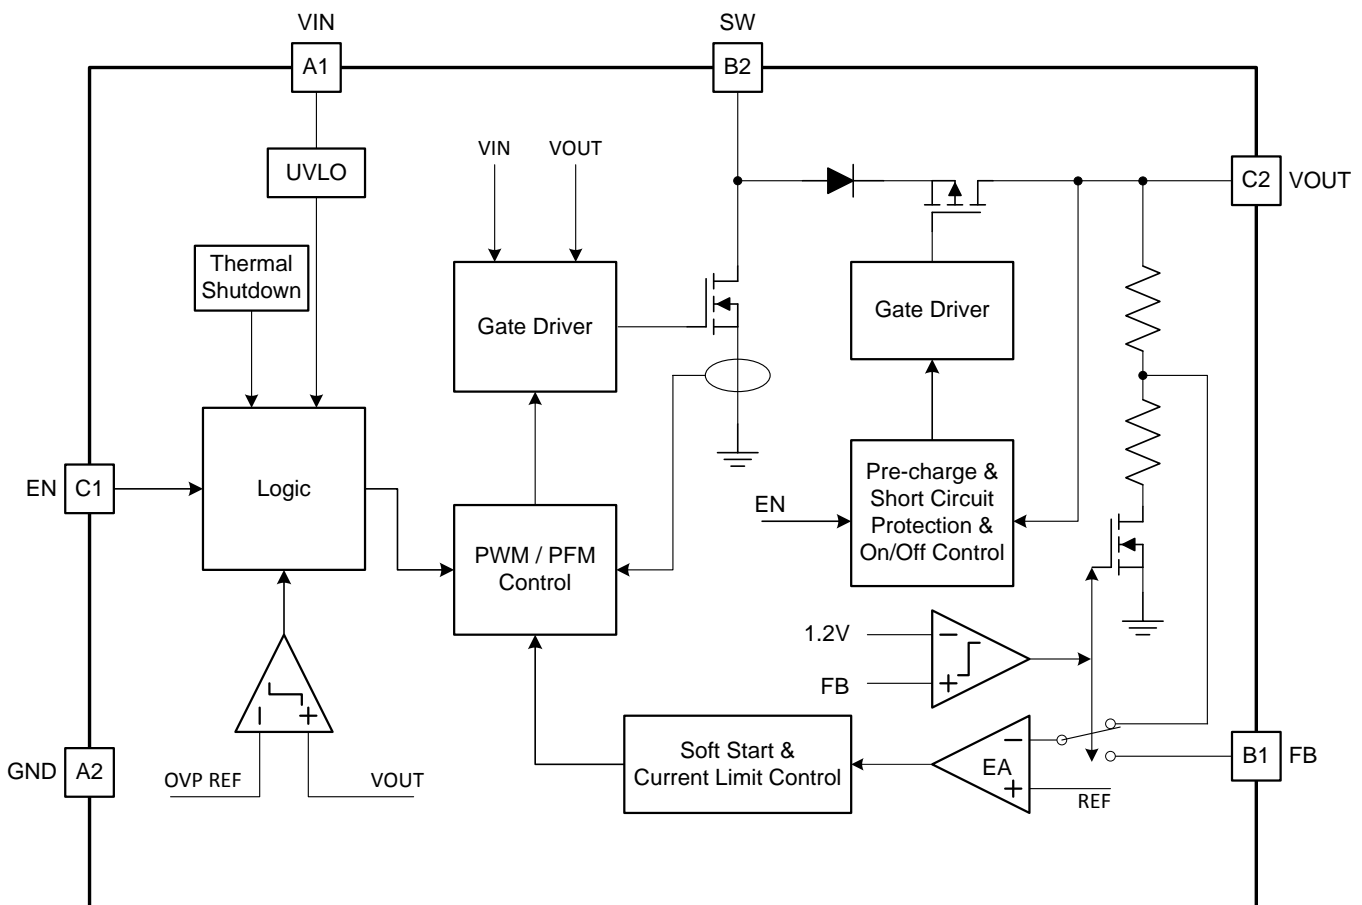 VIN
SW
A1
B2
UVLO
VIN
VOUT
C2
VOUT
Thermal
Shutdown
Gate Driver
Gate Driver
EN
C1
Logic
Pre-charge &
Short Circuit
Protection &
On/Off Control
EN
PWM / PFM
Control
1.2V
FB
GND
A2
OVP REF
VOUT
Soft Start &
Current Limit Control
EA
REF
B1
FB